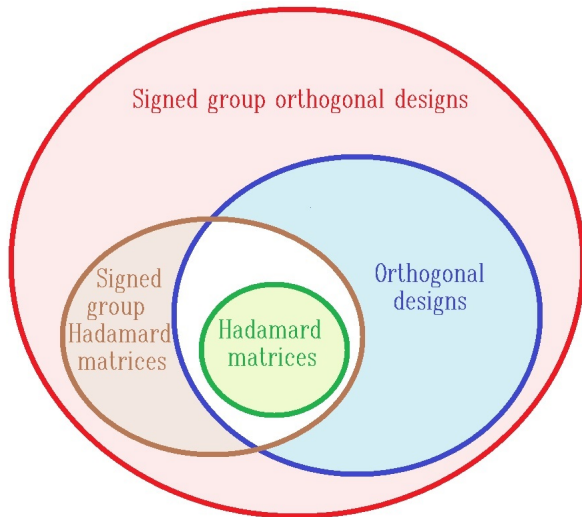 Signed group orthogonal designs
Signed
group
Hadamard
matrices
Hadamard
matrices
Orthogonal
designs